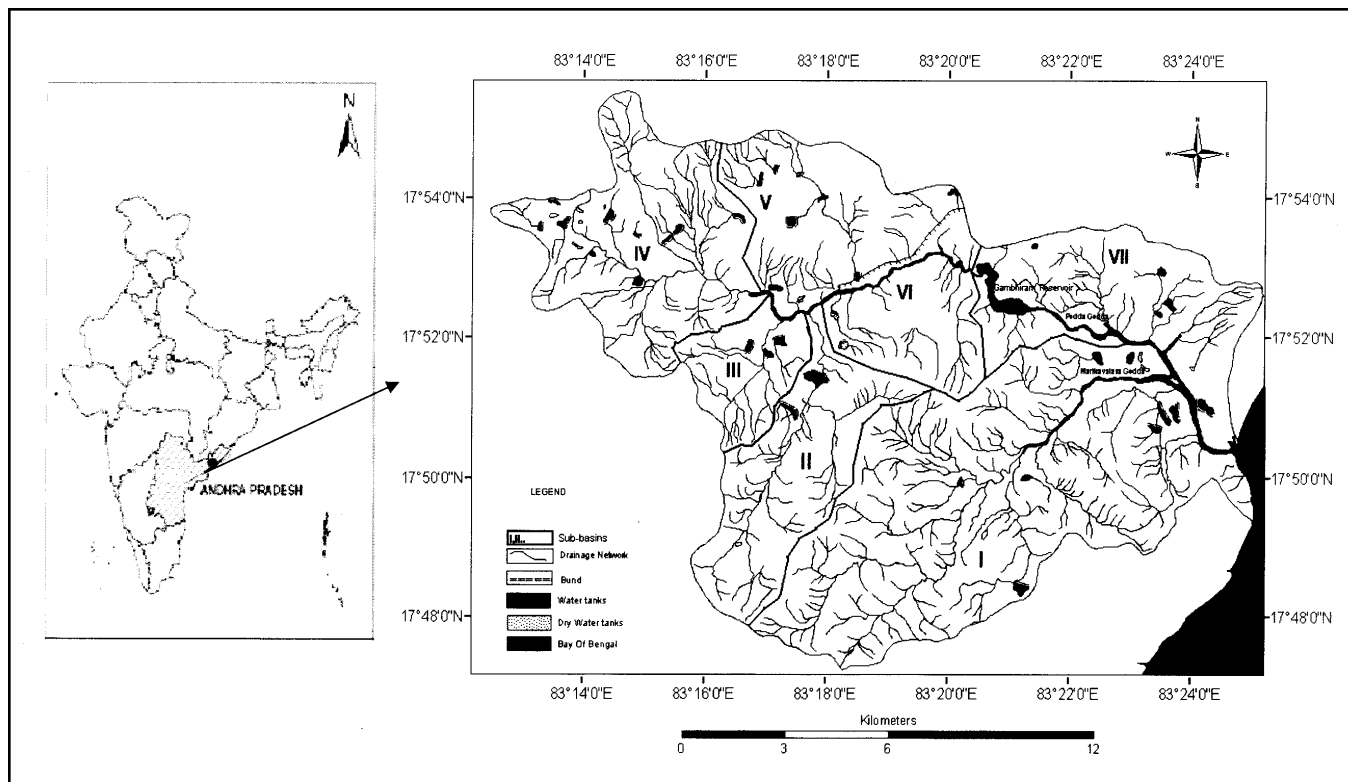 N
ANDHRA PRADESH
83°14'0"E 83°16'0"E 83°18'0"E 83°20'0"E 83°22'0"E 83°24'0"E
N
W E
S
17°54'0"N 17°54'0"N
V
IV
VII
VI
Gambhiram Reservoir
Pedda Gedda
17°52'0"N 17°52'0"N
III
Marikavalasa Gedda
17°50'0"N 17°50'0"N
II
I
LEGEND
Sub-basins
Drainage Network
Bund
Water tanks
Dry Water tanks
Bay Of Bengal
17°48'0"N 17°48'0"N
83°14'0"E 83°16'0"E 83°18'0"E 83°20'0"E 83°22'0"E 83°24'0"E
Kilometers
0 3 6 12